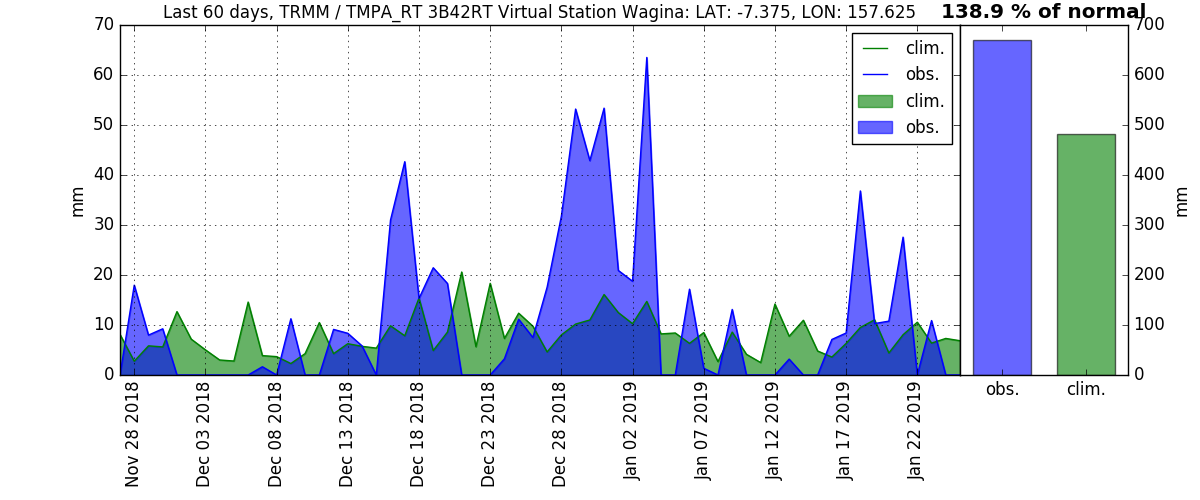 Last 60 days, TRMM / TMPA_RT 3B42RT Virtual Station Wagina: LAT: -7.375, LON: 157.625
138.9 % of normal
70
60
50
40
30
20
10
0
mm
clim.
obs.
clim.
obs.
Nov 28 2018
Dec 03 2018
Dec 08 2018
Dec 13 2018
Dec 18 2018
Dec 23 2018
Dec 28 2018
Jan 02 2019
Jan 07 2019
Jan 12 2019
Jan 17 2019
Jan 22 2019
700
600
500
400
300
200
100
0
mm
obs.
clim.